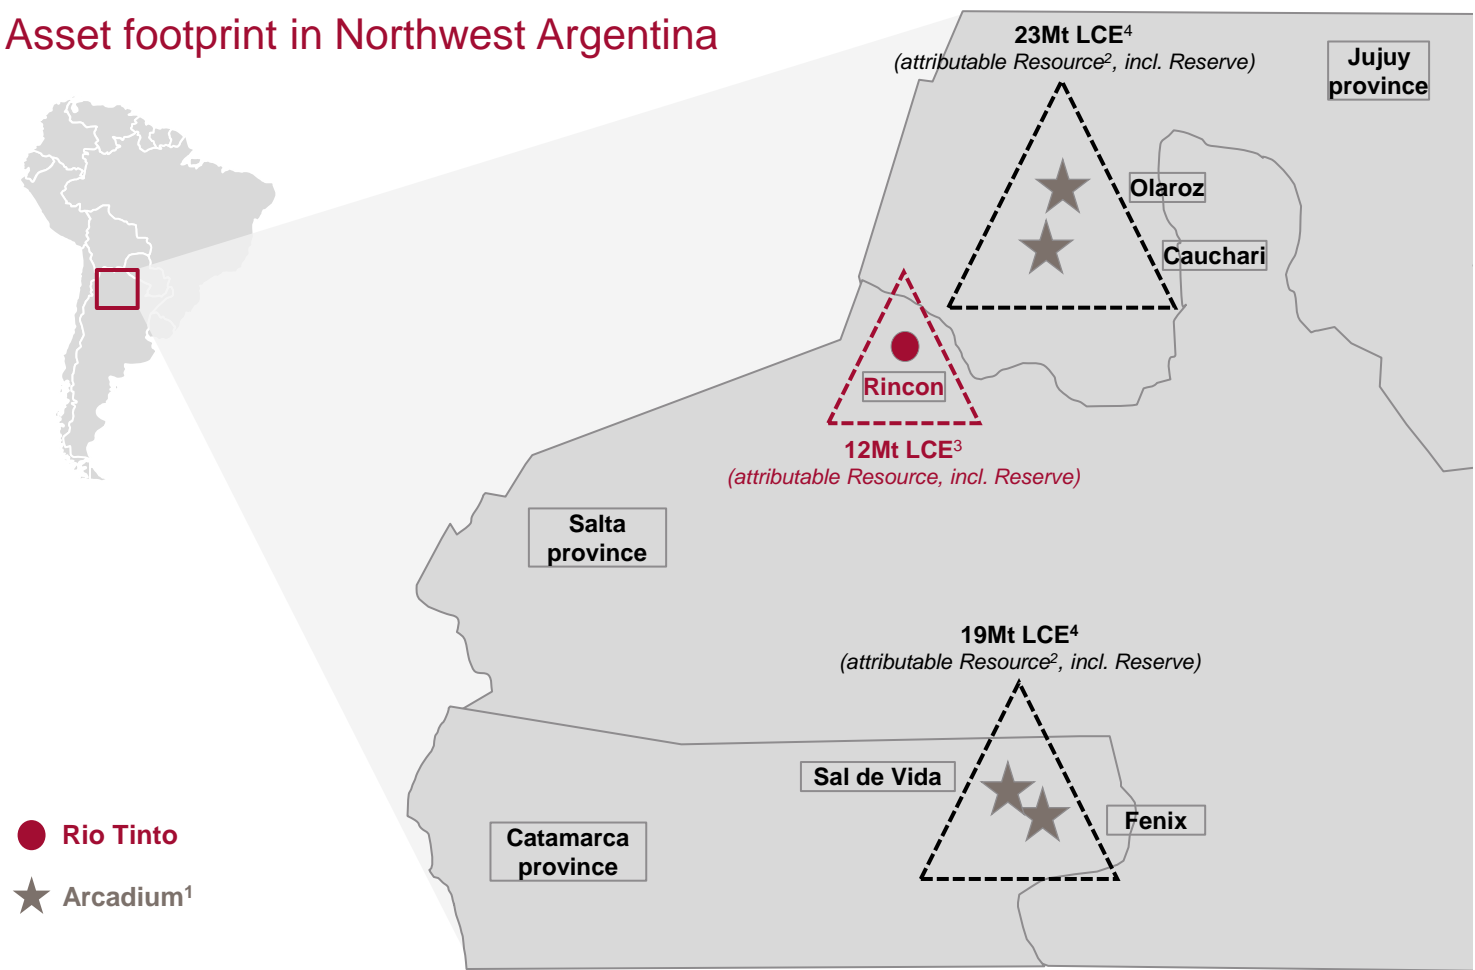 Asset footprint in Northwest Argentina
23Mt LCE⁴
(attributable Resource², incl. Reserve)
Jujuy
province
Olaroz
Cauchari
Rincon
12Mt LCE³
(attributable Resource, incl. Reserve)
Salta
province
19Mt LCE⁴
(attributable Resource², incl. Reserve)
Sal de Vida
Fenix
Catamarca
province
Rio Tinto
Arcadium¹